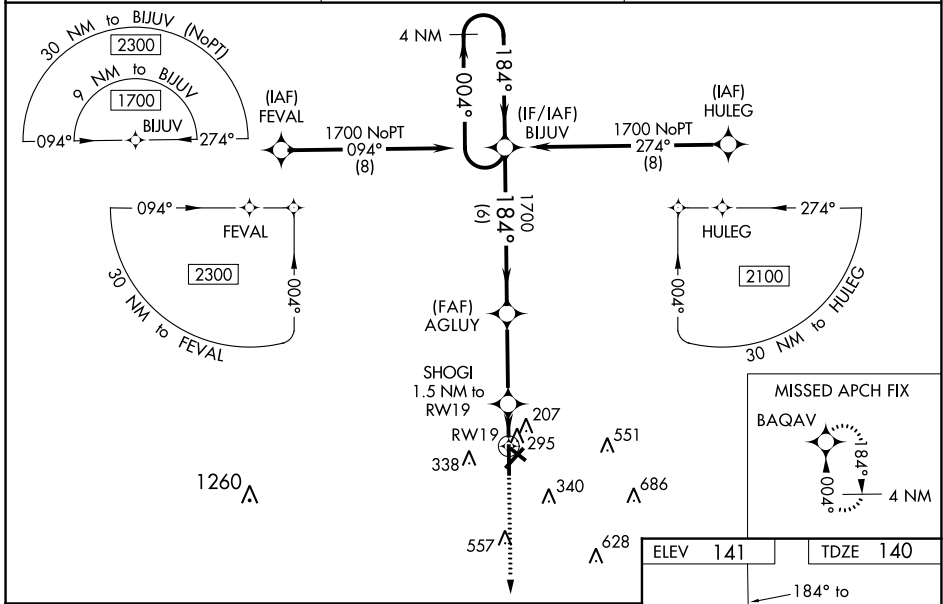 30 NM to BIJUV (NoPT)
2300
9 NM to BIJUV
1700
BIJUV
094°
274°
(IAF)
FEVAL
1700 NoPT
094°
(8)
4 NM
004°
184°
(IF/IAF)
BIJUV
(IAF)
HULEG
1700 NoPT
274°
(8)
1700
184°
(6)
094°
FEVAL
004°
2300
30 NM to FEVAL
274°
HULEG
004°
2100
30 NM to HULEG
(FAF)
AGLUY
SHOGI
1.5 NM to
RW19
RW19
207
295
338
551
1260
340
686
557
628
MISSED APCH FIX
BAQAV
184°
004°
4 NM
ELEV 141
TDZE 140
184° to